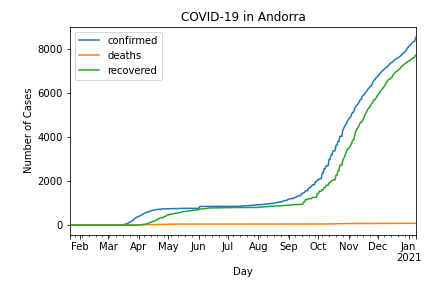 COVID-19 in Andorra
confirmed
deaths
recovered
Number of Cases
8000
6000
4000
2000
0
Feb Mar Apr May Jun Jul Aug Sep Oct Nov Dec Jan
2021
Day